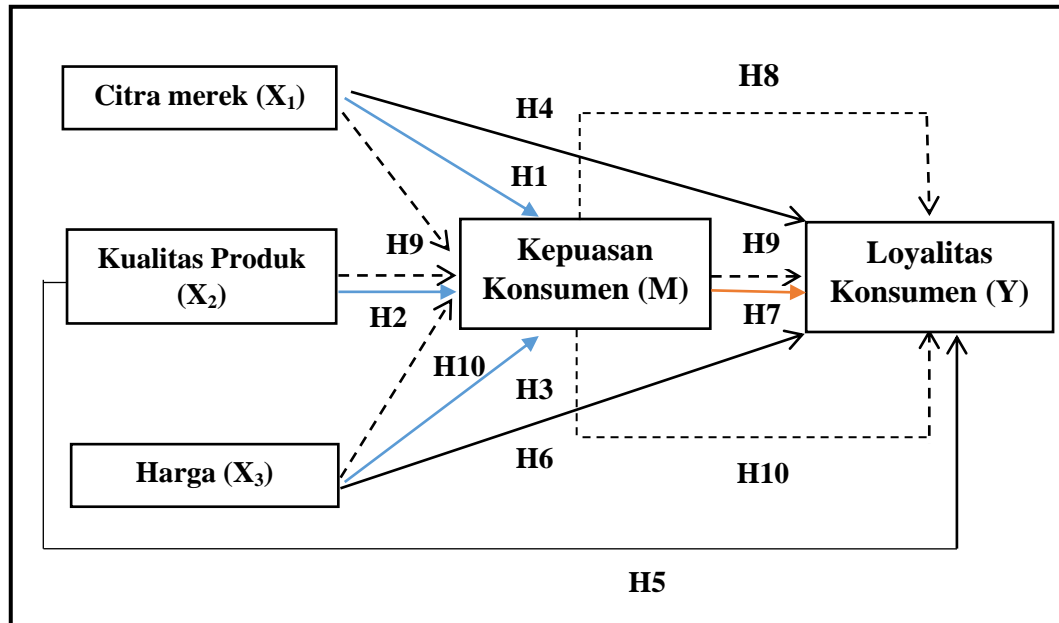 H8
Citra merek (X₁)
H4
H1
Kualitas Produk
(X₂)
H9
H2
Kepuasan
Konsumen (M)
H9
H7
Loyalitas
Konsumen (Y)
H10
H3
Harga (X₃)
H6
H10
H5